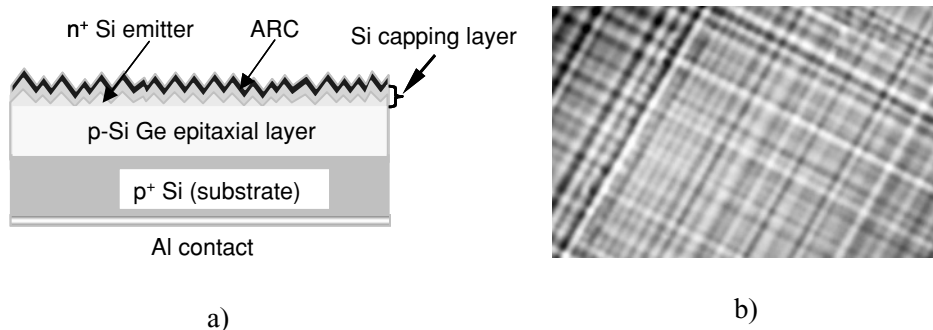 n+ Si emitter
ARC
Si capping layer
p-Si Ge epitaxial layer
p+ Si (substrate)
Al contact
a)
b)